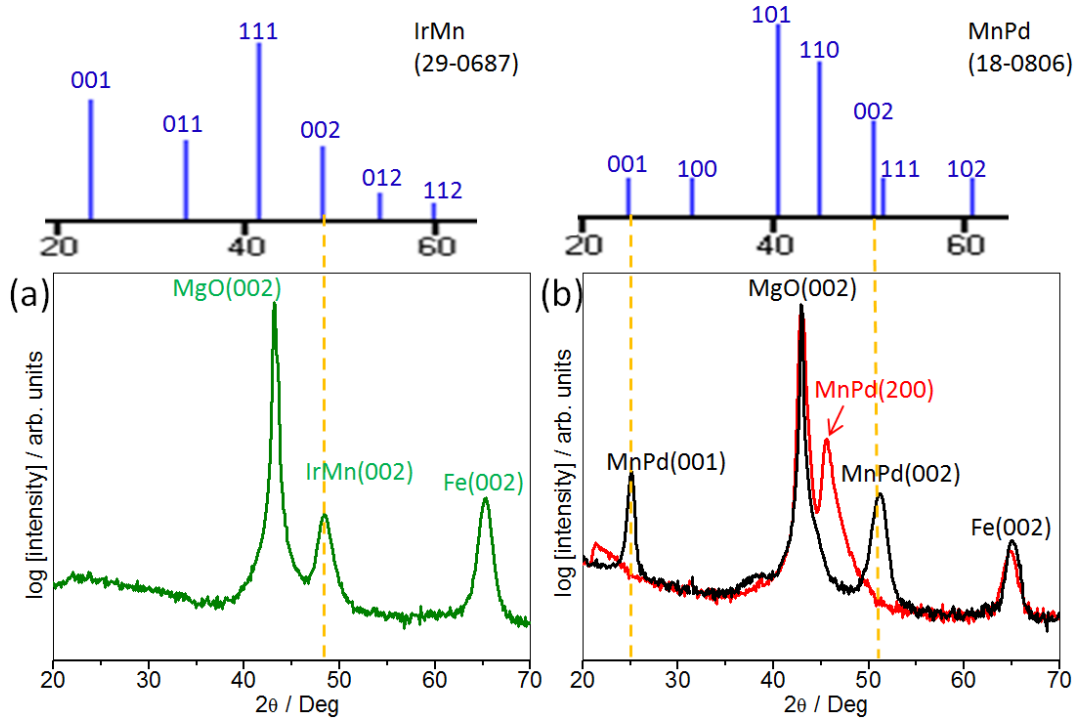 IrMn
(29-0687)
111
001
011
002
012
112
20
40
60
MnPd
(18-0806)
101
110
002
001
100
111
102
20
40
60
(a)
MgO(002)
IrMn(002)
Fe(002)
log [intensity] / arb. units
20
30
40
50
60
70
2θ / Deg
(b)
MgO(002)
MnPd(200)
MnPd(001)
MnPd(002)
Fe(002)
log [intensity] / arb. units
20
30
40
50
60
70
2θ / Deg